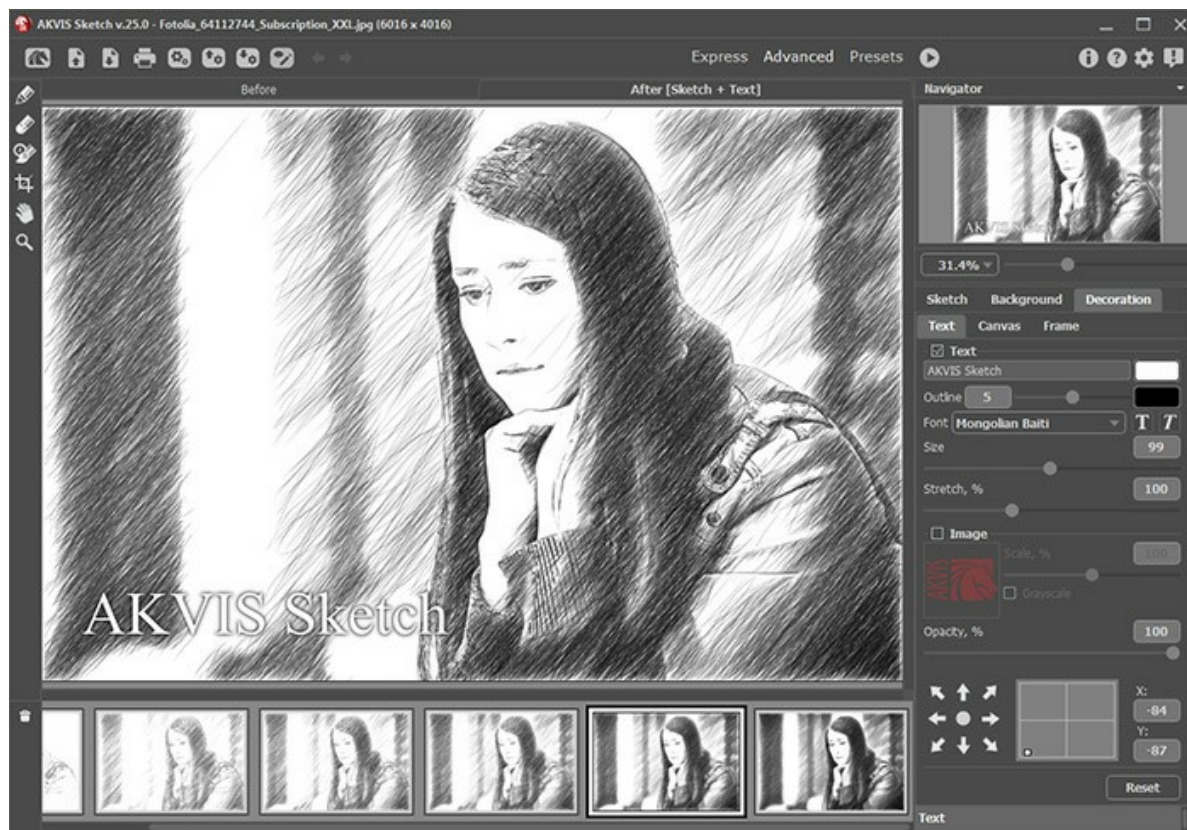 AKVIS Sketch v.25.0 - Fotolia_64112744_Subscription_XXL.jpg (6016 x 4016)
Express Advanced Presets
Before After [Sketch + Text]
AKVIS Sketch
Navigator
AKVIS Sketch
31.4%
Sketch Background Decoration
Text Canvas Frame
Text
AKVIS Sketch
Outline 5
Font Mongolian Baiti T T
Size 99
Stretch, % 100
Image
Scale, % 100
AKVIS
Grayscale
Opacity, % 100
X:
-84
Y:
-87
Reset
Text